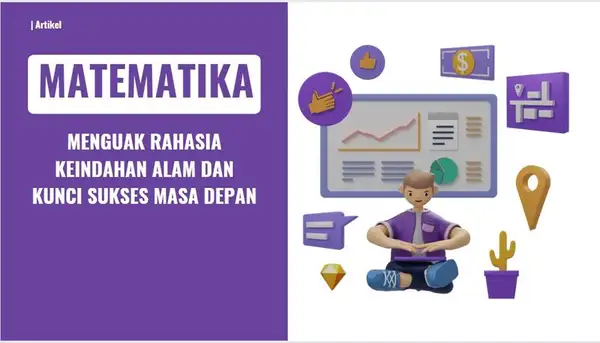 | Artikel
MATEMATIKA
MENGUAK RAHASIA
KEINDAHAN ALAM DAN
KUNCI SUKSES MASA DEPAN
$